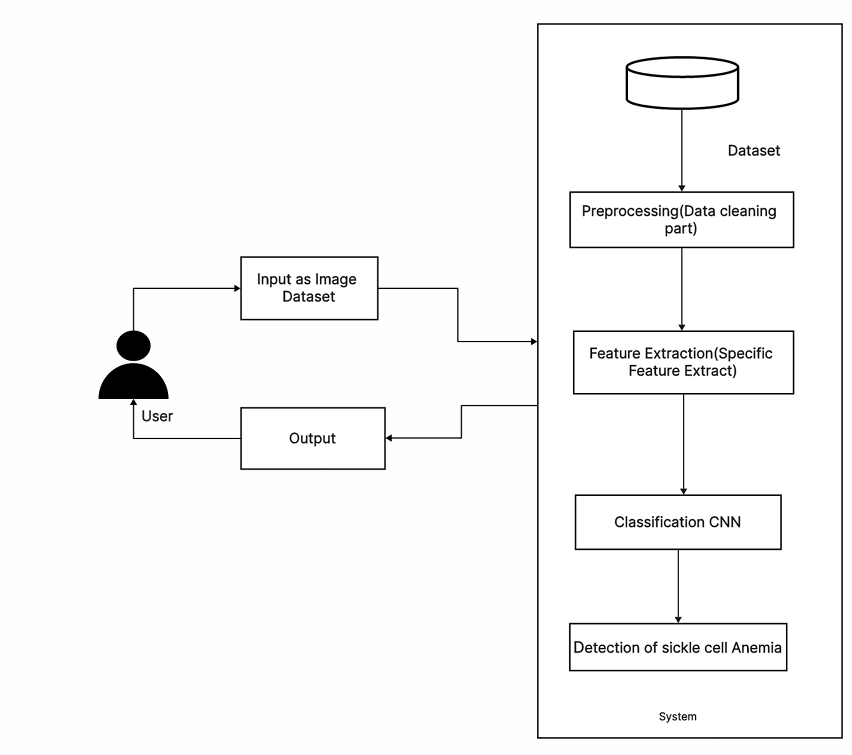 Dataset
Preprocessing(Data cleaning
part)
Input as Image
Dataset
Feature Extraction(Specific
Feature Extract)
User
Output
Classification CNN
Detection of sickle cell Anemia
System